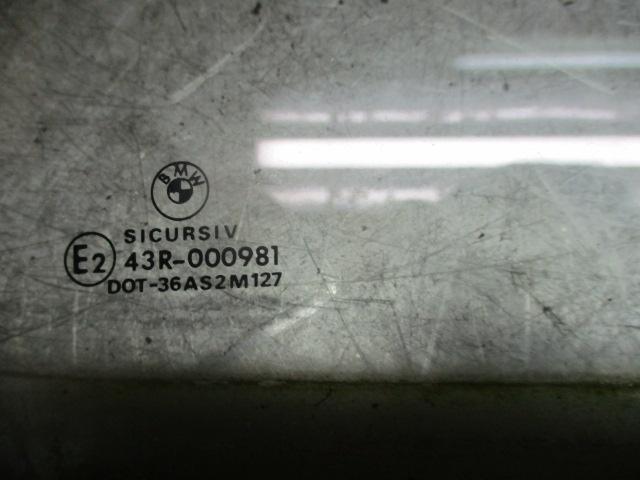 BMW
SICURSIV
E2 43R-000981
DOT-36AS2M127